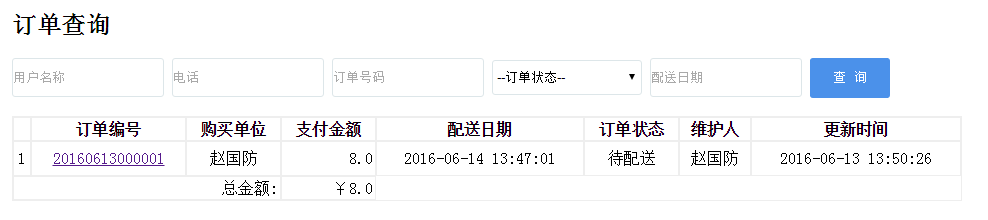 订单查询
用户名称 电话 订单号码 --订单状态-- 配送日期 查 询
订单编号 购买单位 支付金额 配送日期 订单状态 维护人 更新时间
1 20160613000001 赵国防 8.0 2016-06-14 13:47:01 待配送 赵国防 2016-06-13 13:50:26
总金额: ￥8.0